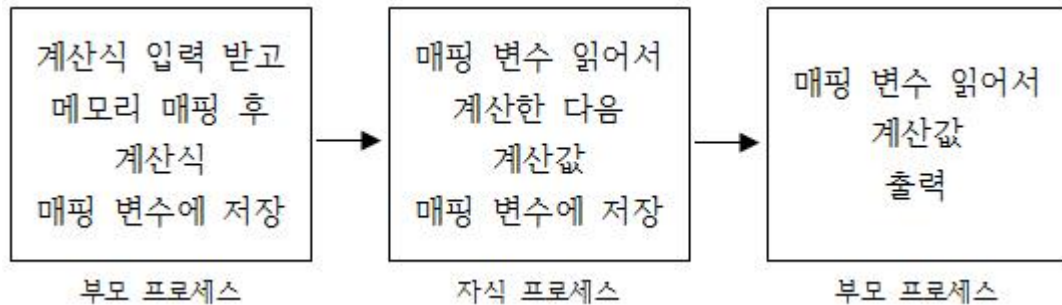 계산식 입력 받고
메모리 매핑 후
계산식
매핑 변수에 저장
부모 프로세스
매핑 변수 읽어서
계산한 다음
계산값
매핑 변수에 저장
자식 프로세스
매핑 변수 읽어서
계산값
출력
부모 프로세스